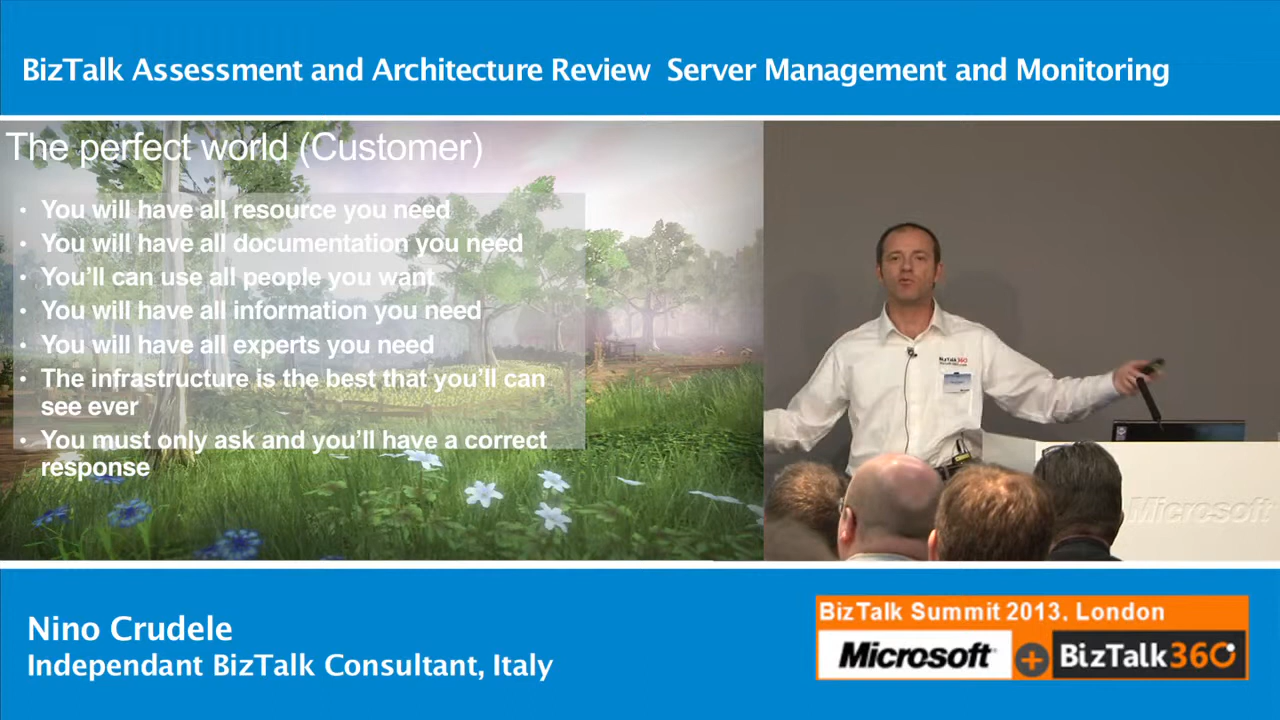 BizTalk Assessment and Architecture Review Server Management and Monitoring
The perfect world (Customer)
• You will have all resource you need
• You will have all documentation you need
• You'll can use all people you want
• You will have all information you need
• You will have all experts you need
• The infrastructure is the best that you'll can
see ever
• You must only ask and you'll have a correct
response
BizTalk360
Microsoft
Nino Crudele
Independant BizTalk Consultant, Italy
BizTalk Summit 2013, London
Microsoft + BizTalk360